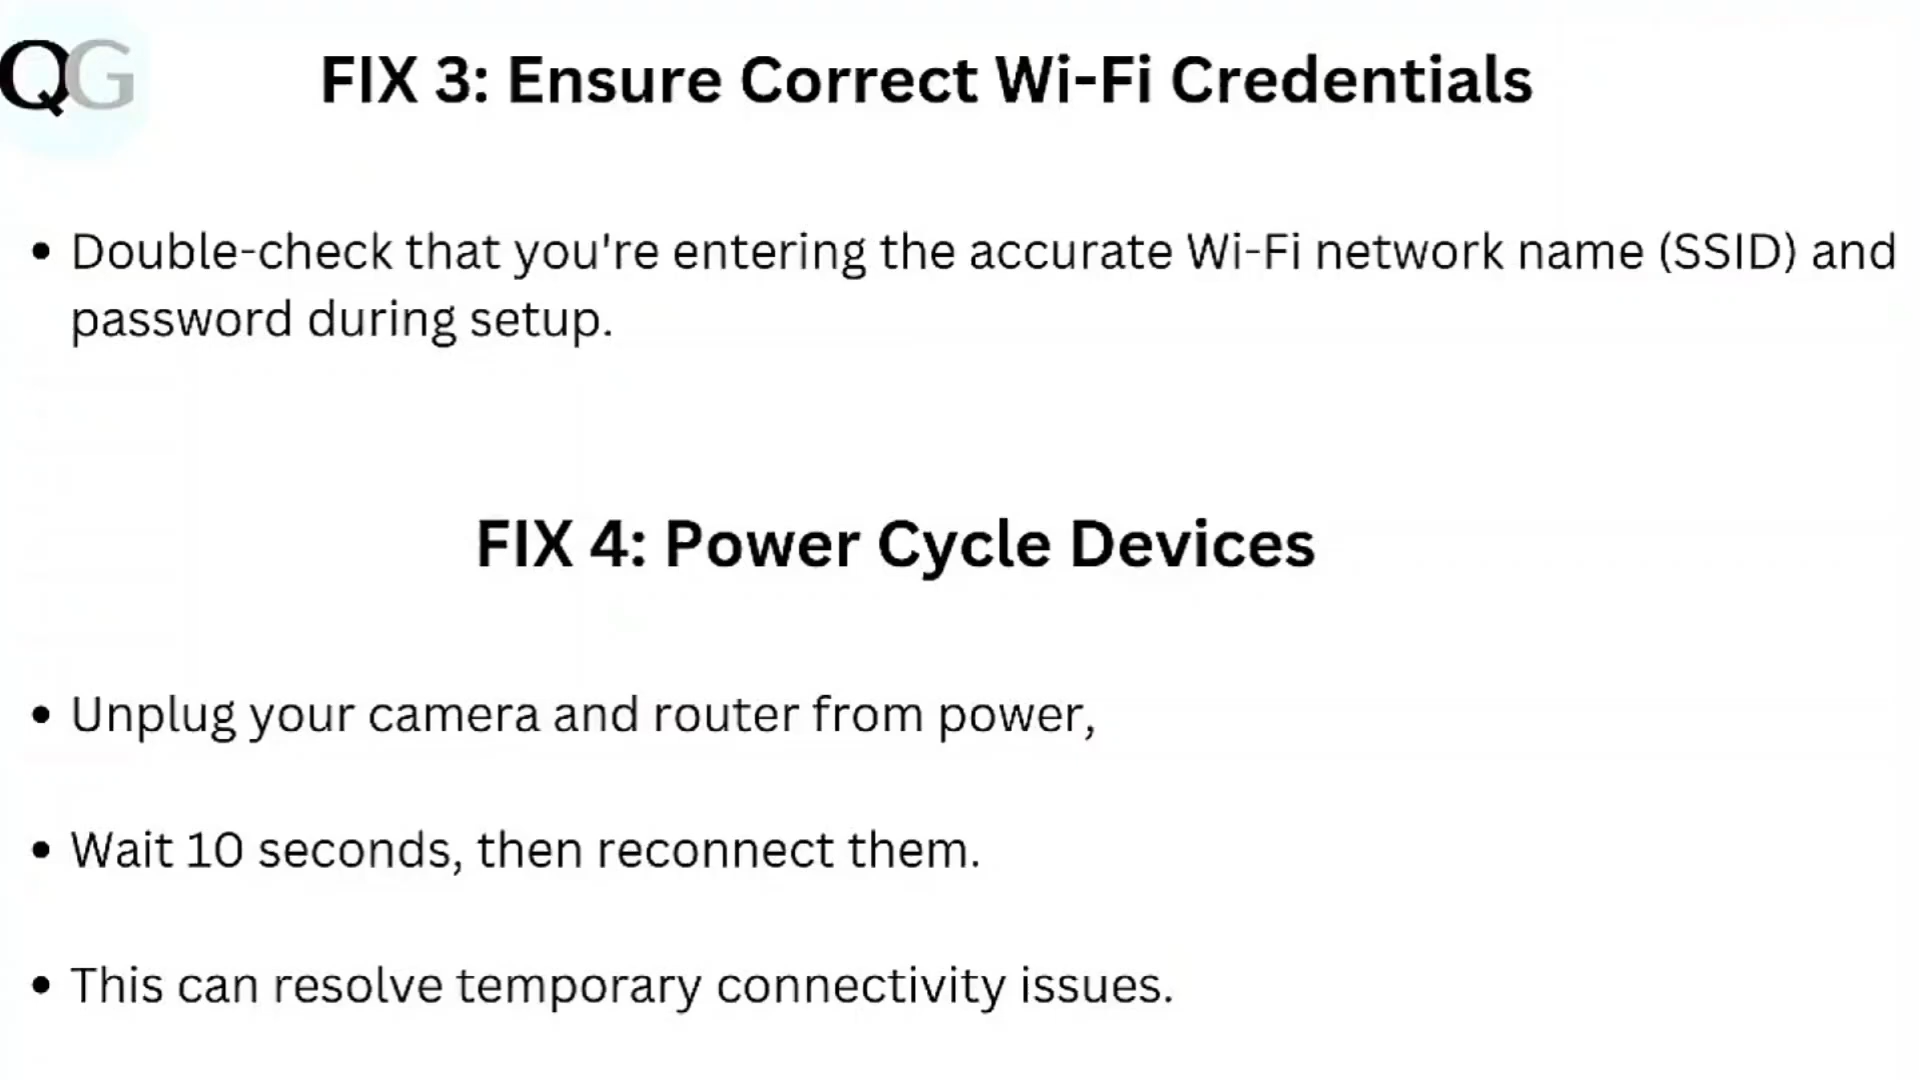 QG
FIX 3: Ensure Correct Wi-Fi Credentials
• Double-check that you're entering the accurate Wi-Fi network name (SSID) and
password during setup.
FIX 4: Power Cycle Devices
• Unplug your camera and router from power,
• Wait 10 seconds, then reconnect them.
• This can resolve temporary connectivity issues.